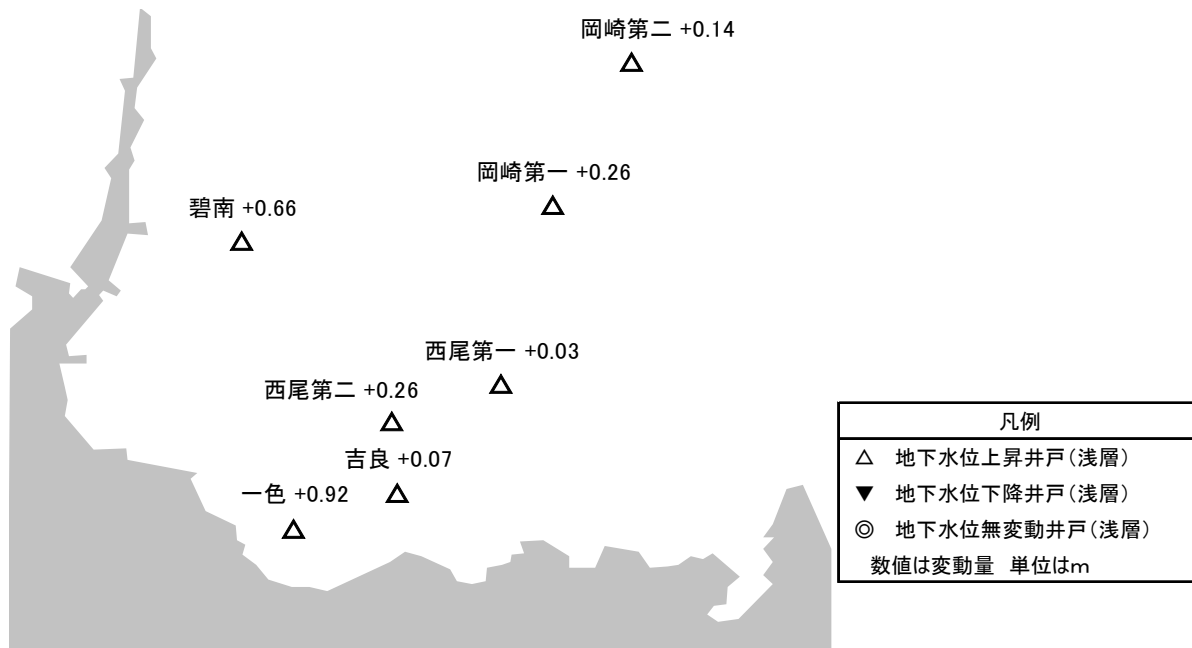 岡崎第二 +0.14
岡崎第一 +0.26
碧南 +0.66
西尾第一 +0.03
西尾第二 +0.26
吉良 +0.07
一色 +0.92
凡例
△ 地下水位上昇井戸(浅層)
▼ 地下水位下降井戸(浅層)
◎ 地下水位無変動井戸(浅層)
数値は変動量 単位はm